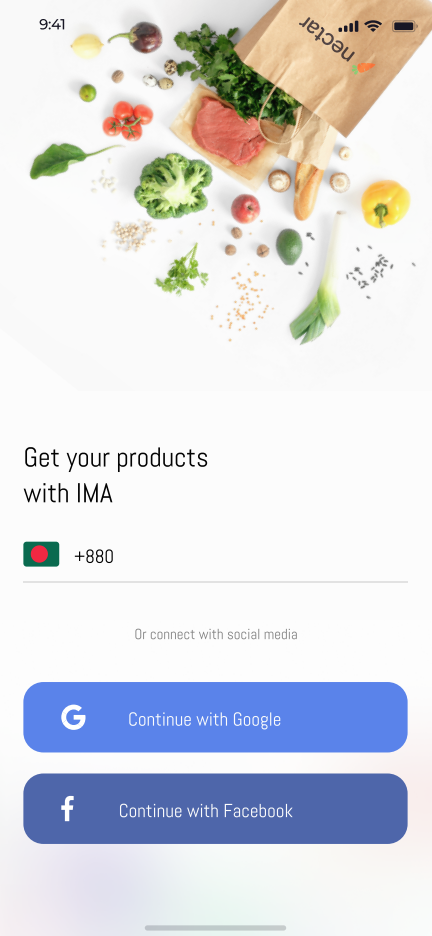 9:41
nectar
Get your products
with IMA
+880
Or connect with social media
G Continue with Google
f Continue with Facebook